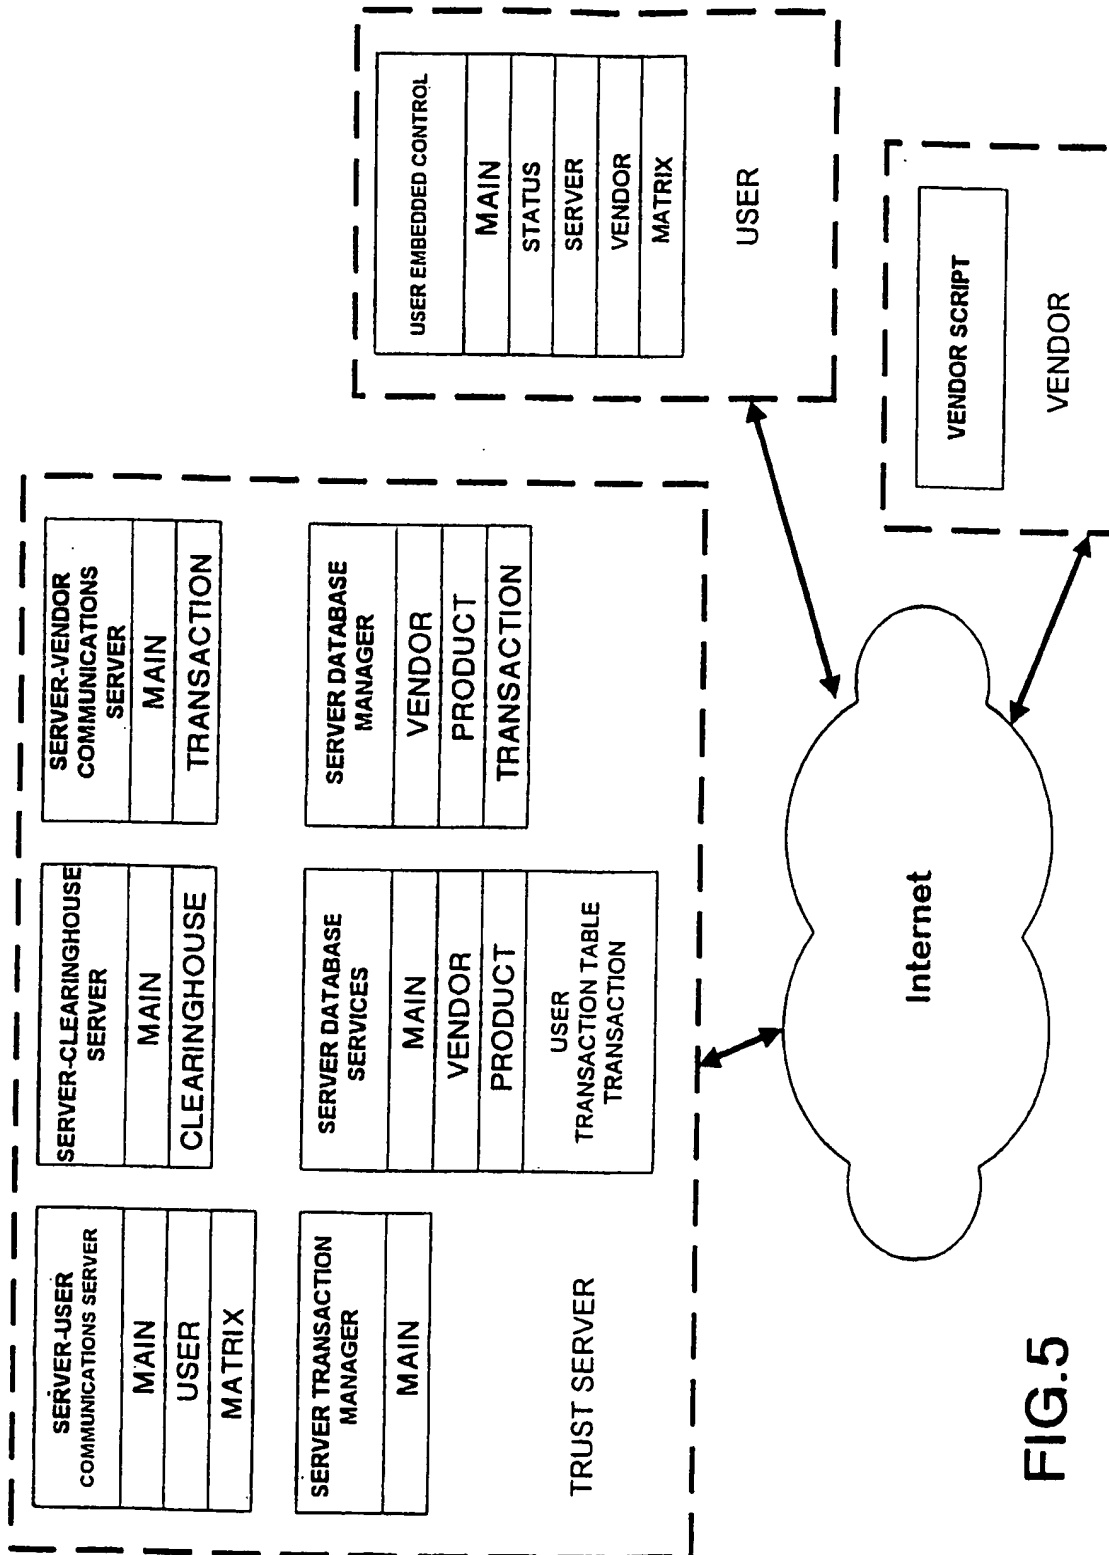 SERVER-USER
COMMUNICATIONS SERVER
MAIN
USER
MATRIX
SERVER-CLEARINGHOUSE
SERVER
MAIN
CLEARINGHOUSE
SERVER-VENDOR
COMMUNICATIONS
SERVER
MAIN
TRANSACTION
SERVER TRANSACTION
MANAGER
MAIN
SERVER DATABASE
SERVICES
MAIN
VENDOR
PRODUCT
USER
TRANSACTION TABLE
TRANSACTION
SERVER DATABASE
MANAGER
VENDOR
PRODUCT
TRANSACTION
TRUST SERVER
USER EMBEDDED CONTROL
MAIN
STATUS
SERVER
VENDOR
MATRIX
USER
Internet
VENDOR SCRIPT
VENDOR
FIG.5